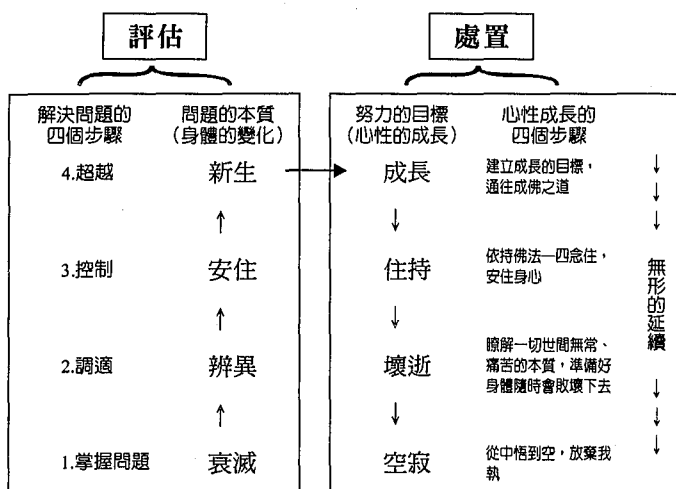 評估
處置
解決問題的
四個步驟
問題的本質
(身體的變化)
努力的目標
(心性的成長)
心性成長的
四個步驟
4.超越
新生
成長
建立成長的目標，
通往成佛之道
3.控制
安住
住持
依持佛法—四念住，
安住身心
2.調適
辨異
壞逝
瞭解一切世間無常、
痛苦的本質，準備好
身體隨時會敗壞下去
1.掌握問題
衰滅
空寂
從中悟到空，放棄我
執
無形的延續